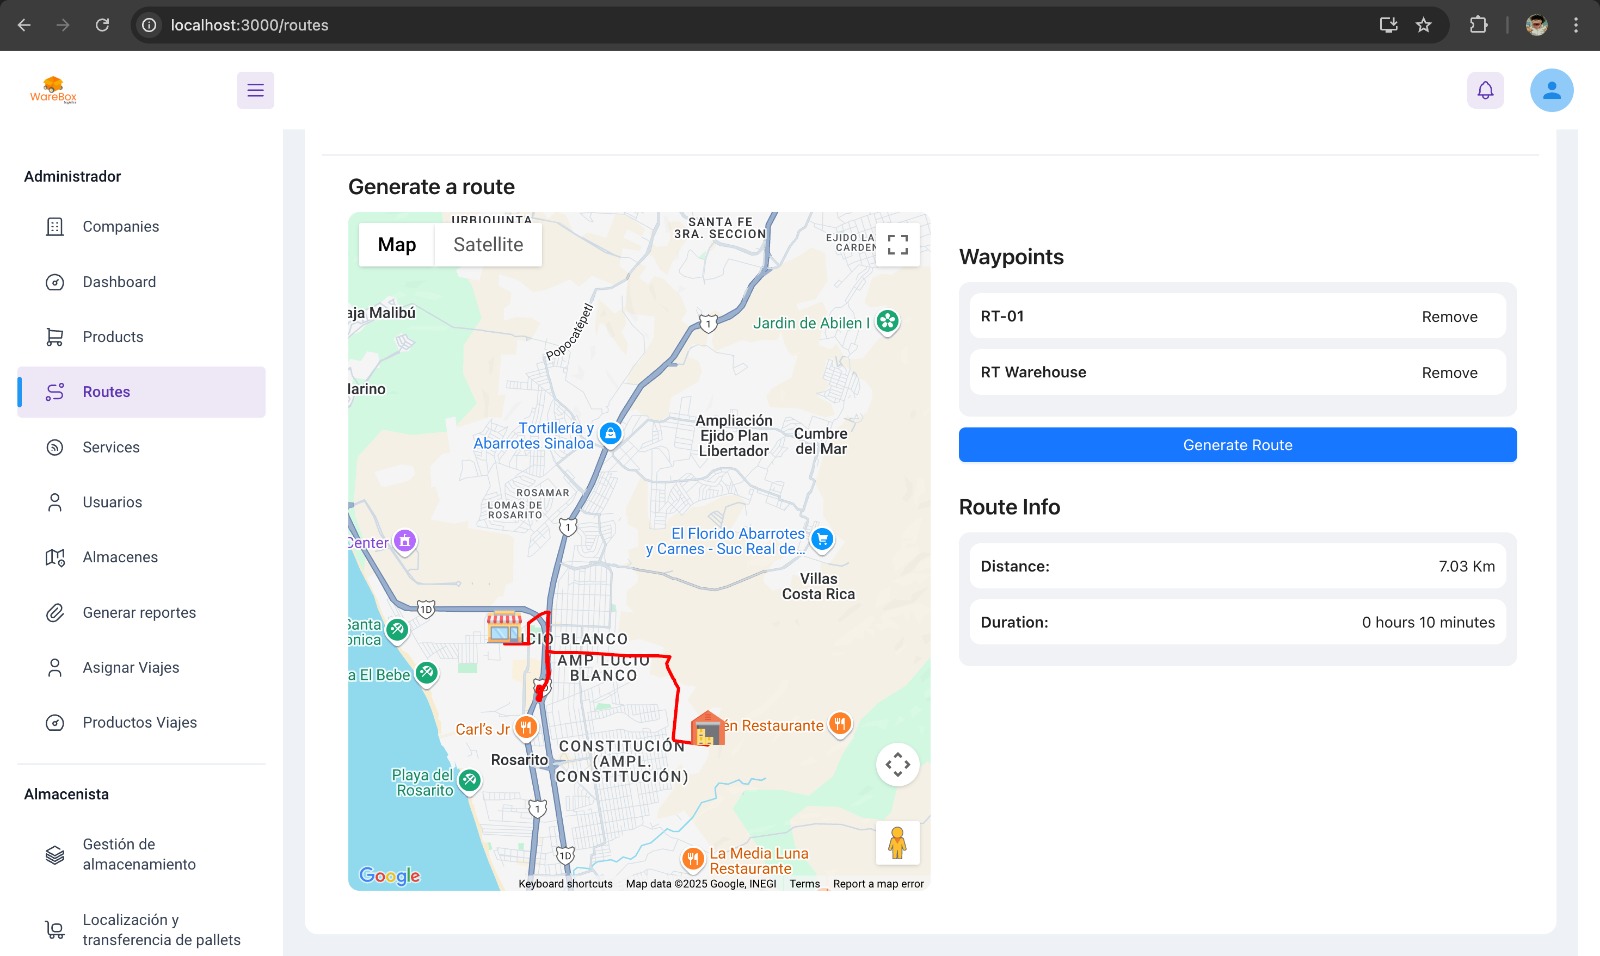 localhost:3000/routes
WareBox
Administrador
Companies
Dashboard
Products
Routes
Services
Usuarios
Almacenes
Generar reportes
Asignar Viajes
Productos Viajes
Almacenista
Gestión de
almacenamiento
Localización y
transferencia de pallets
Generate a route
Map
Satellite
URBIQUINTA
SANTA FE
3RA. SECCION
EJIDO LA
CARDEN
aja Malibú
Popocatépetl
1
Jardin de Abilen I
larino
Tortillería y
Abarrotes Sinaloa
Ampliación
Ejido Plan
Libertador
Cumbre
del Mar
ROSAMAR
LOMAS DE
ROSARITO
1
Center
El Florido Abarrotes
y Carnes - Suc Real de...
Villas
Costa Rica
1D
Santa
onica
CIO BLANCO
AMP LUCIO
BLANCO
a El Bebe
Carl's Jr
én Restaurante
Rosarito
CONSTITUCIÓN
(AMPL.
CONSTITUCIÓN)
Playa del
Rosarito
1
1D
La Media Luna
Restaurante
Google
Keyboard shortcuts
Map data ©2025 Google, INEGI
Terms
Report a map error
Waypoints
RT-01
Remove
RT Warehouse
Remove
Generate Route
Route Info
Distance:
7.03 Km
Duration:
0 hours 10 minutes